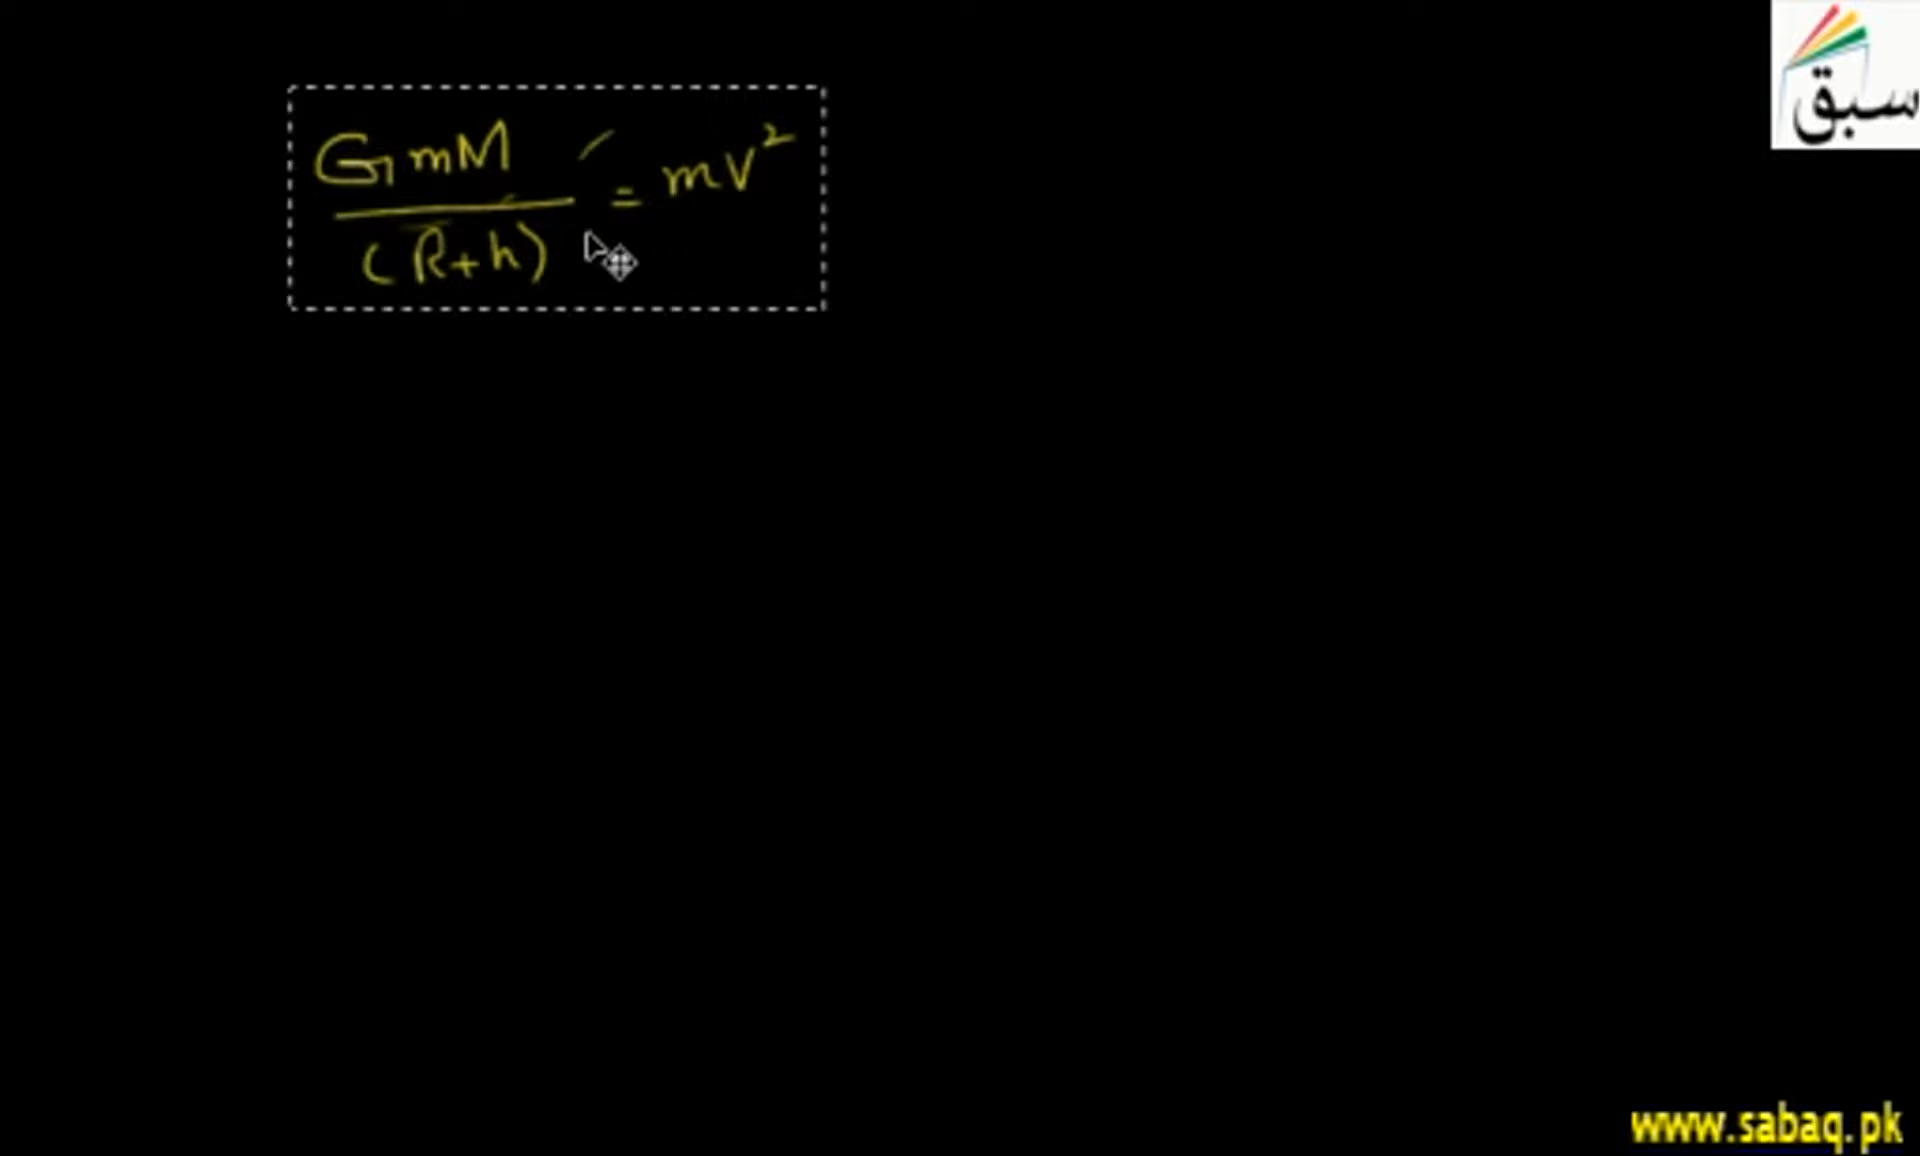 سبق
GmM / (R+h) = mv²
www.sabaq.pk